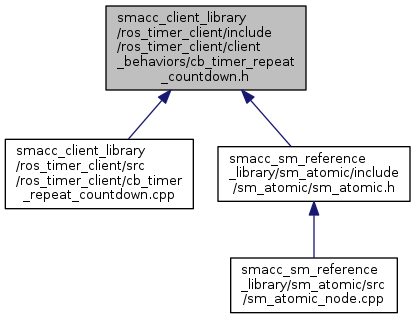 smacc_client_library
/ros_timer_client/include
/ros_timer_client/client
_behaviors/cb_timer_repeat
_countdown.h
smacc_client_library
/ros_timer_client/src
/ros_timer_client/cb_timer
_repeat_countdown.cpp
smacc_sm_reference
_library/sm_atomic/include
/sm_atomic/sm_atomic.h
smacc_sm_reference
_library/sm_atomic/src
/sm_atomic_node.cpp